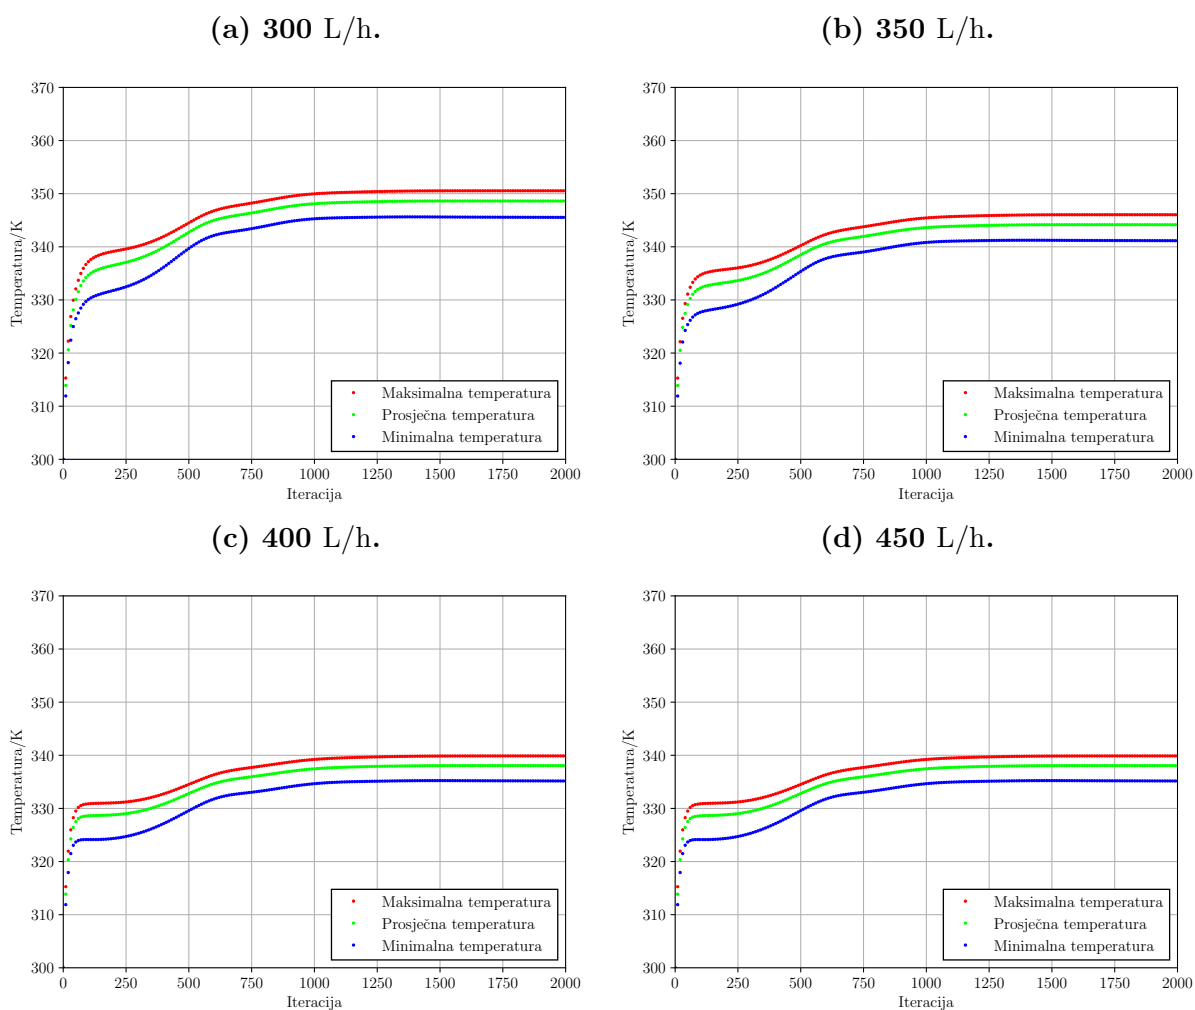 (a) 300 L/h.
370
360
350
340
330
320
310
300
Temperatura/K
0 250 500 750 1000 1250 1500 1750 2000
Iteracija
Maksimalna temperatura
Prosječna temperatura
Minimalna temperatura
(b) 350 L/h.
370
360
350
340
330
320
310
300
Temperatura/K
0 250 500 750 1000 1250 1500 1750 2000
Iteracija
Maksimalna temperatura
Prosječna temperatura
Minimalna temperatura
(c) 400 L/h.
370
360
350
340
330
320
310
300
Temperatura/K
0 250 500 750 1000 1250 1500 1750 2000
Iteracija
Maksimalna temperatura
Prosječna temperatura
Minimalna temperatura
(d) 450 L/h.
370
360
350
340
330
320
310
300
Temperatura/K
0 250 500 750 1000 1250 1500 1750 2000
Iteracija
Maksimalna temperatura
Prosječna temperatura
Minimalna temperatura